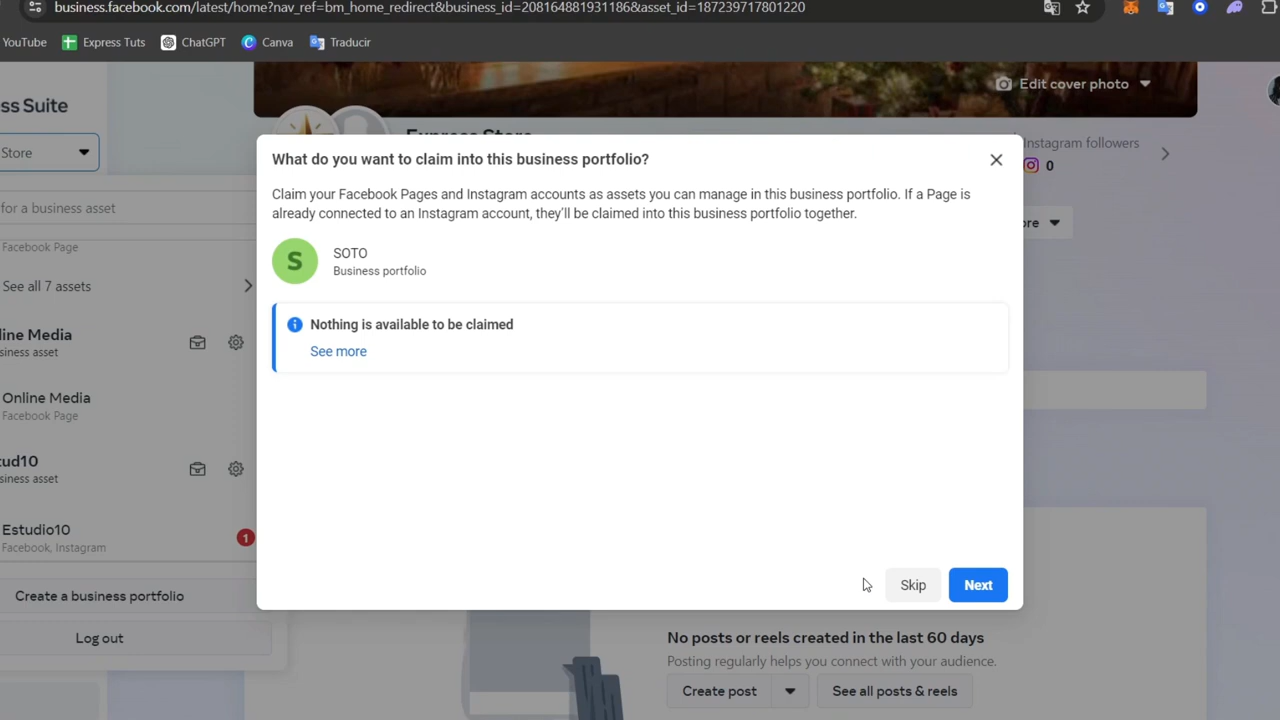 business.facebook.com/latest/home?nav_ref=bm_home_redirect&business_id=208164881931186&asset_id=187239717801220
YouTube
Express Tuts
ChatGPT
Canva
Traducir
ss Suite
Edit cover photo
Store
Express Store
Instagram followers
0
What do you want to claim into this business portfolio?
Claim your Facebook Pages and Instagram accounts as assets you can manage in this business portfolio. If a Page is
already connected to an Instagram account, they'll be claimed into this business portfolio together.
for a business asset
ore
Facebook Page
S
SOTO
Business portfolio
See all 7 assets
Nothing is available to be claimed
See more
line Media
siness asset
Online Media
Facebook Page
tud10
siness asset
Estudio10
Facebook, Instagram
1
Skip
Next
Create a business portfolio
Log out
No posts or reels created in the last 60 days
Posting regularly helps you connect with your audience.
Create post
See all posts & reels